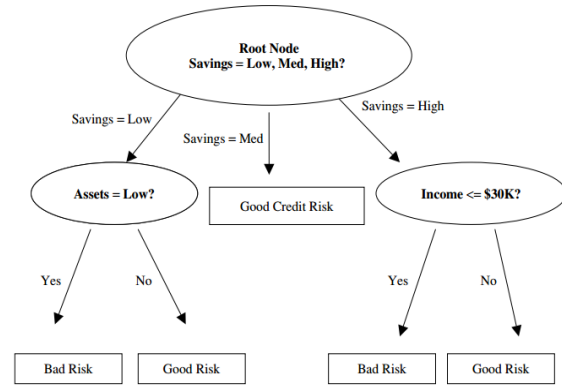 Root Node
Savings = Low, Med, High?
Savings = Low
Savings = Med
Savings = High
Assets = Low?
Good Credit Risk
Income <= $30K?
Yes
No
Yes
No
Bad Risk
Good Risk
Bad Risk
Good Risk